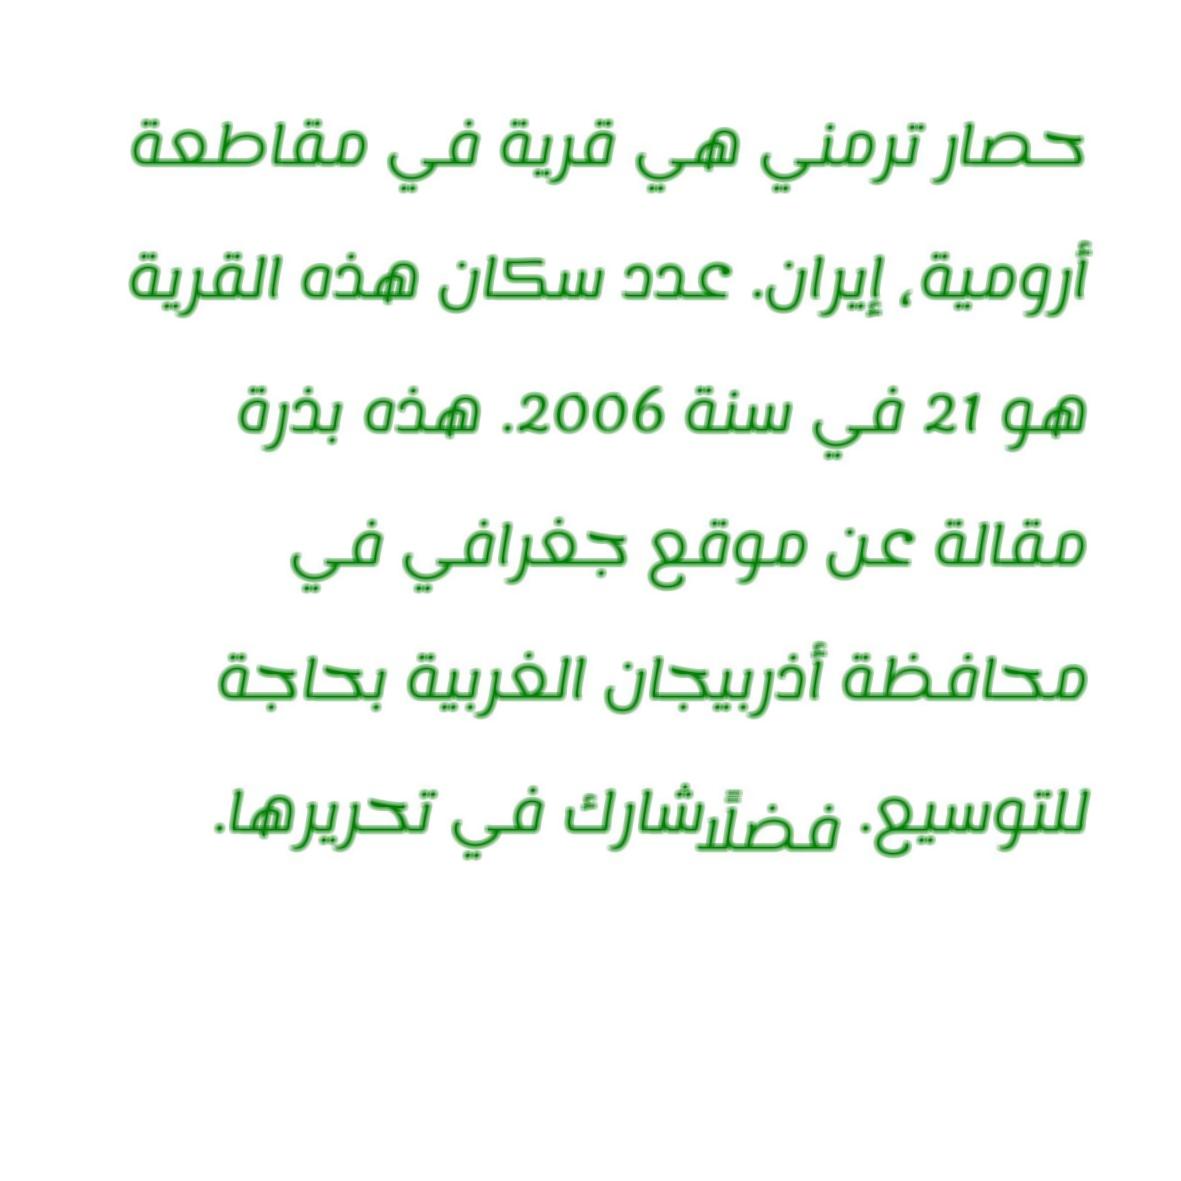 حصار ترمني هي قرية في مقاطعة
أرومية، إيران. عدد سكان هذه القرية
هو 21 في سنة 2006. هذه بذرة
مقالة عن موقع جغرافي في
محافظة أذربيجان الغربية بحاجة
للتوسيع. فضلًا شارك في تحريرها.